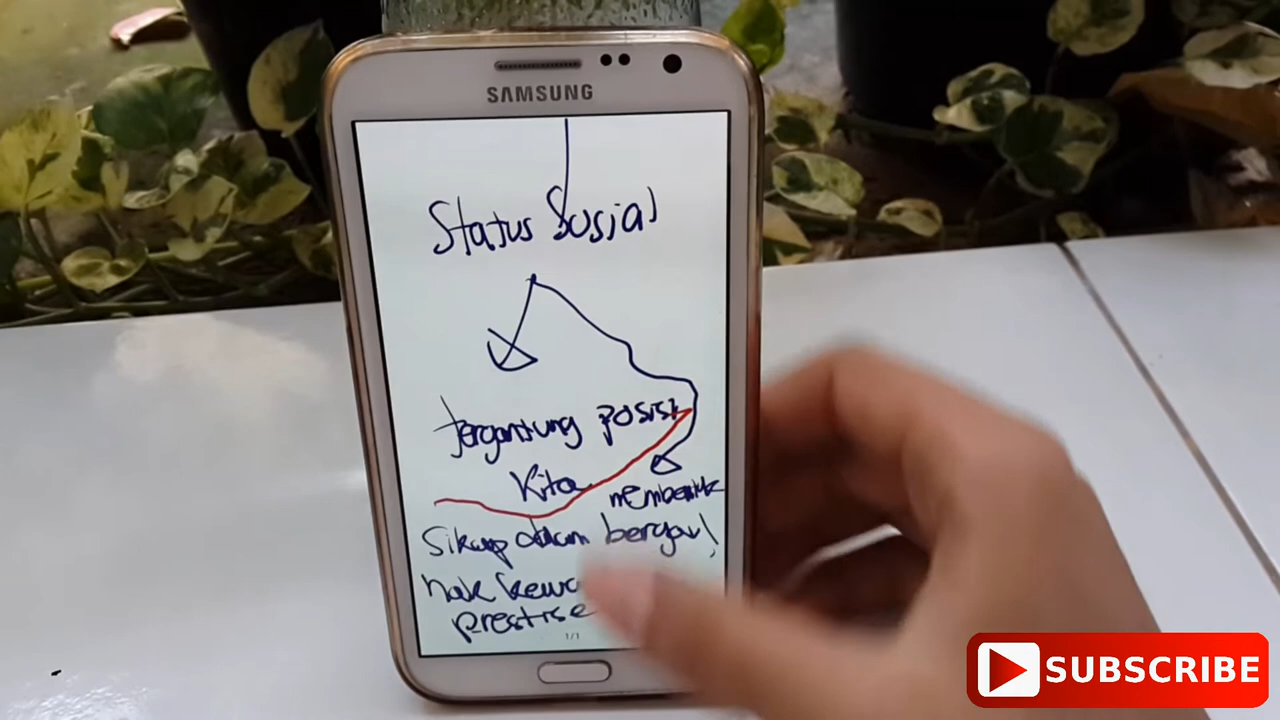 SAMSUNG
Status Sosial
tergantung posisi
Kita
membentuk
Sikap dalam bergaul
hak
prestise
1/1
SUBSCRIBE